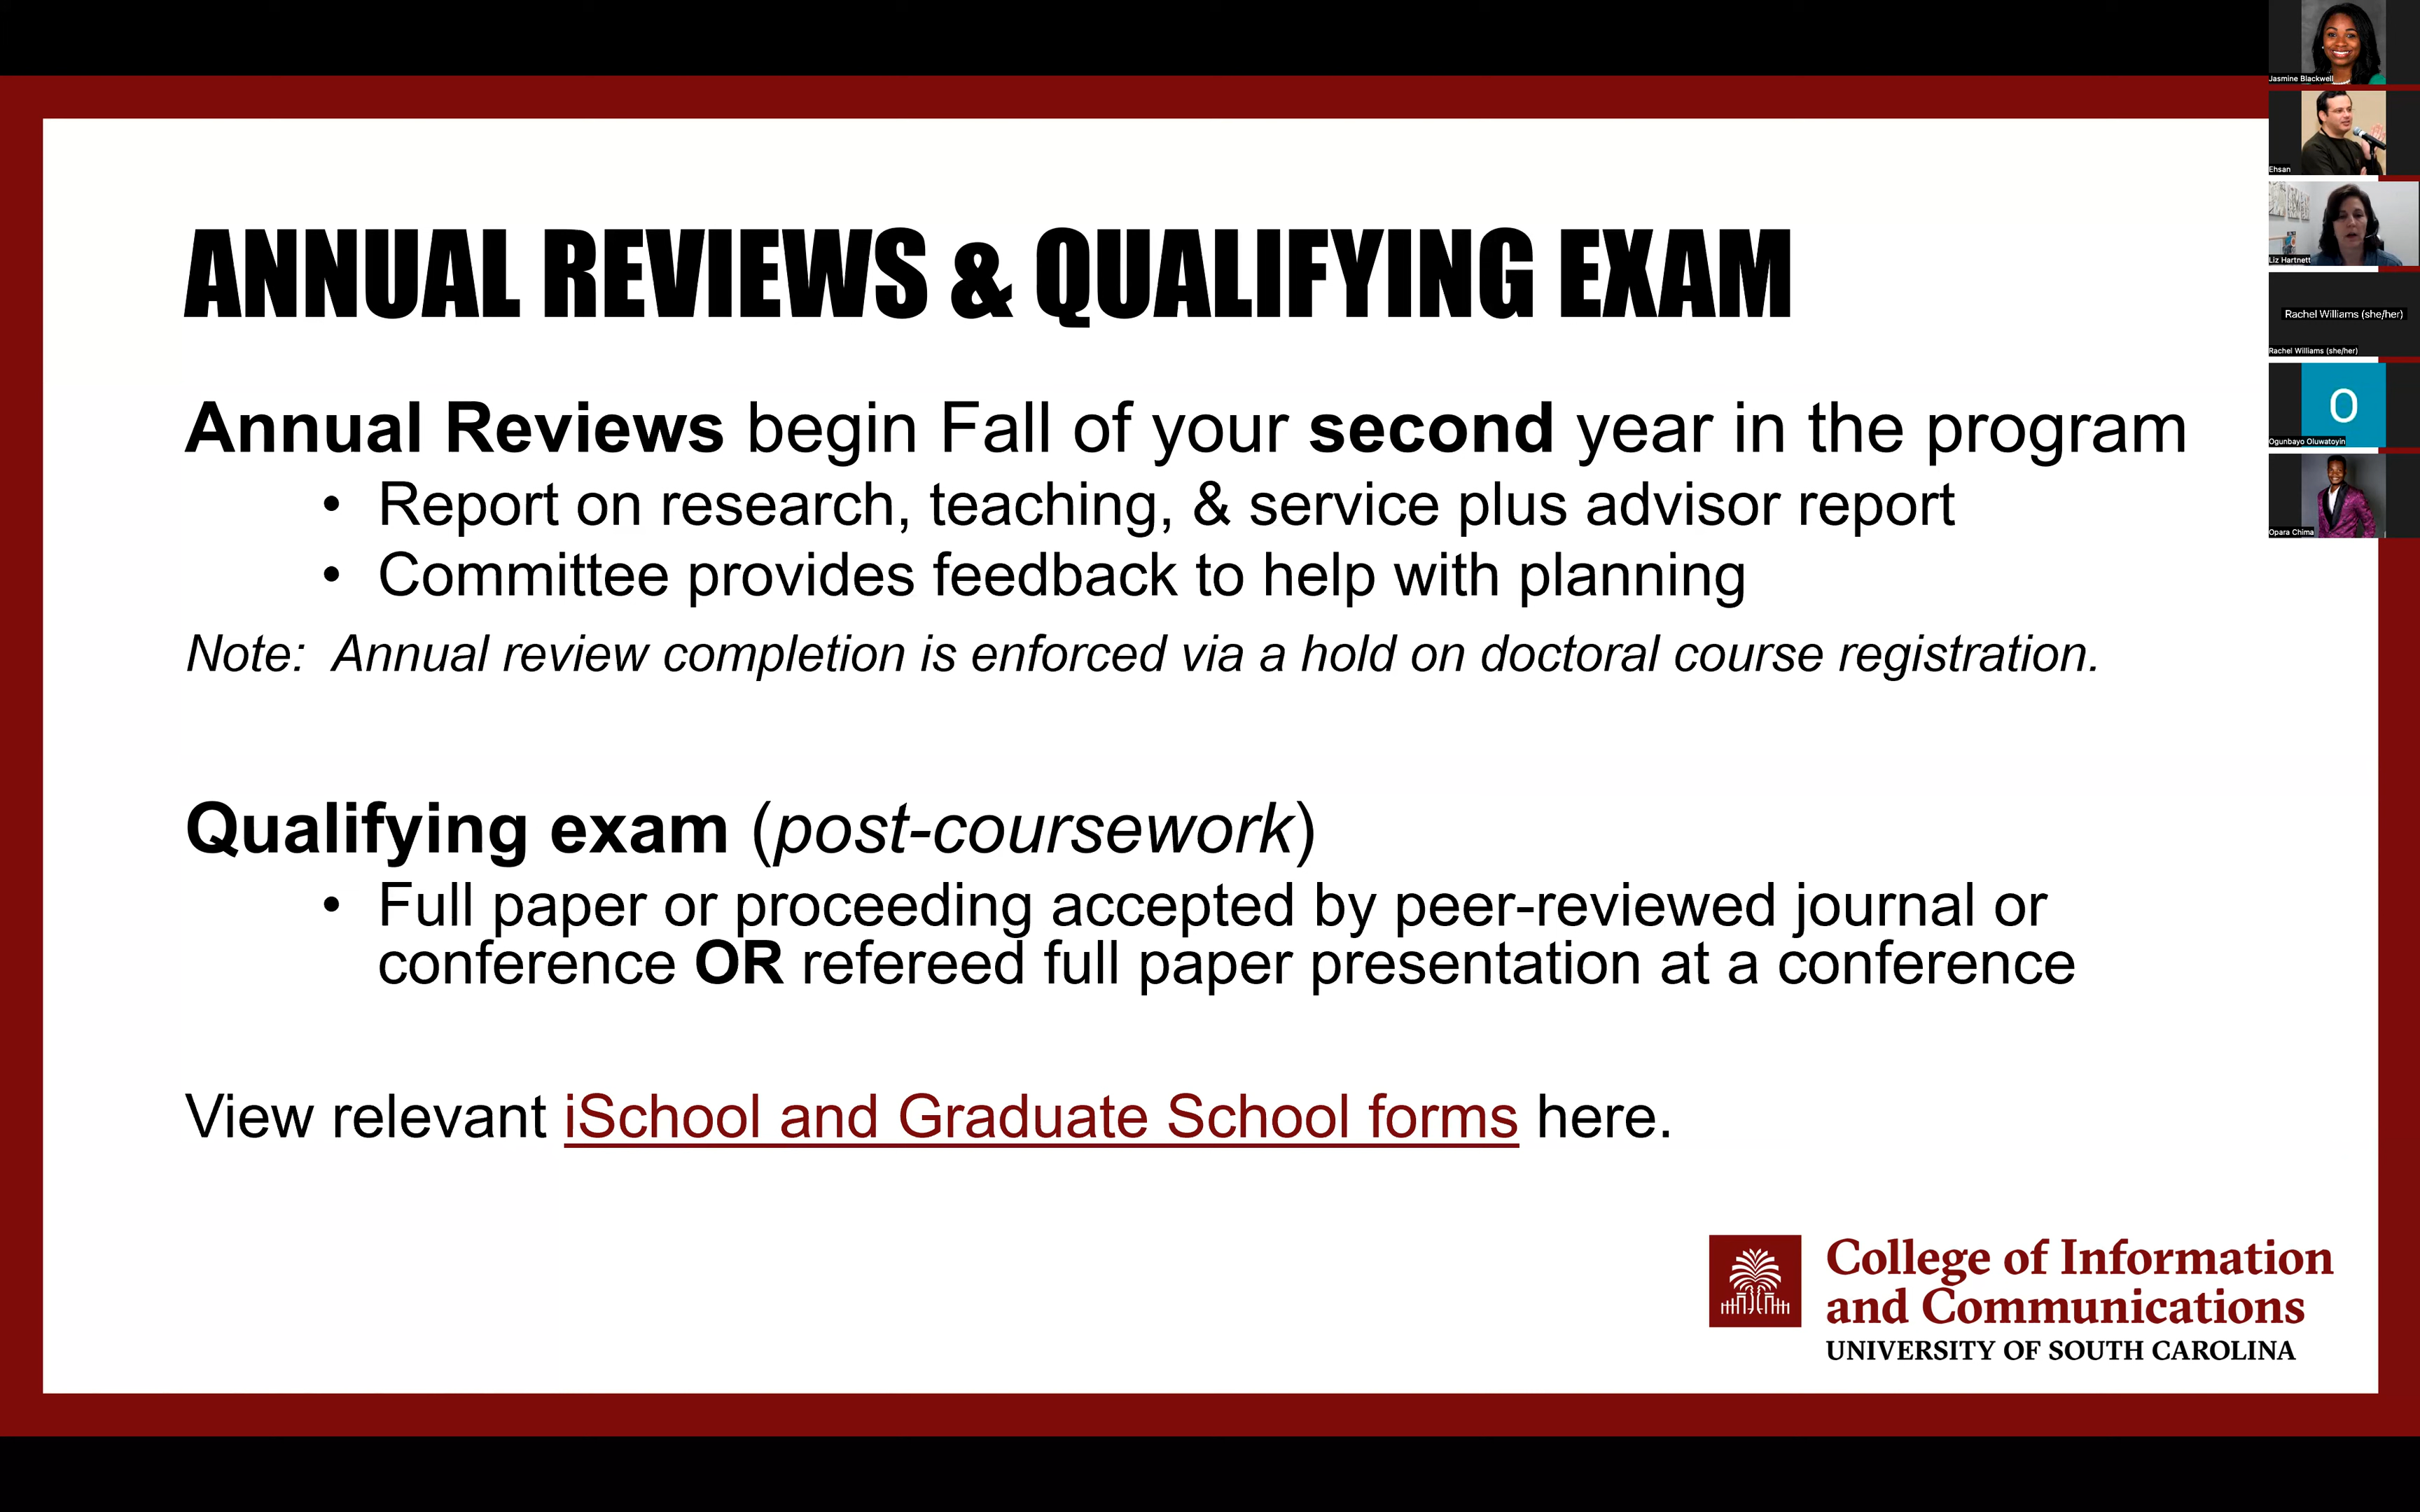 ANNUAL REVIEWS & QUALIFYING EXAM
Annual Reviews begin Fall of your second year in the program
• Report on research, teaching, & service plus advisor report
• Committee provides feedback to help with planning
Note: Annual review completion is enforced via a hold on doctoral course registration.
Qualifying exam (post-coursework)
• Full paper or proceeding accepted by peer-reviewed journal or
conference OR refereed full paper presentation at a conference
View relevant iSchool and Graduate School forms here.
College of Information
and Communications
UNIVERSITY OF SOUTH CAROLINA
Jasmine Blackwell
Ehsan
Liz Hartnett
Rachel Williams (she/her)
Rachel Williams (she/her)
O
Ogunbayo Oluwatoyin
Opara Chima